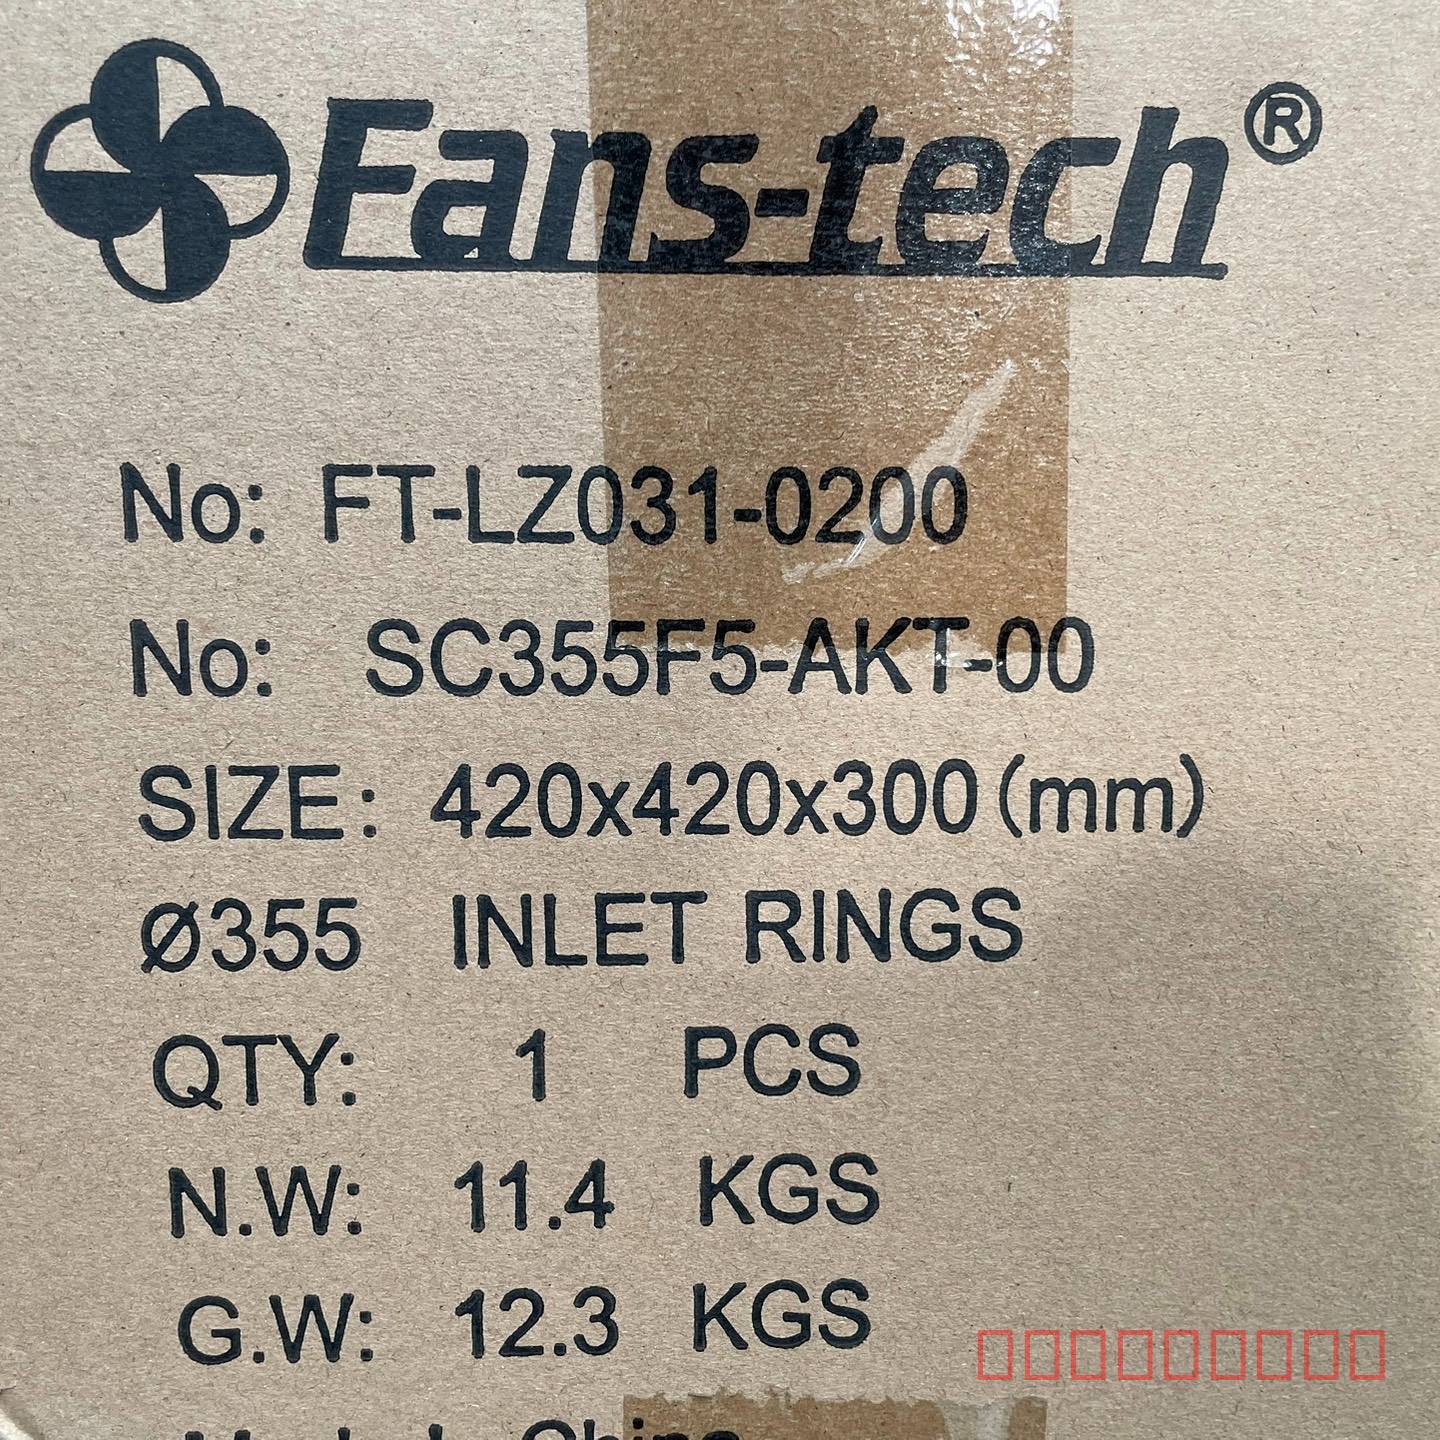 Fans-tech®
No: FT-LZ031-0200
No: SC355F5-AKT-00
SIZE: 420x420x300(mm)
Ø355 INLET RINGS
QTY: 1 PCS
N.W: 11.4 KGS
G.W: 12.3 KGS